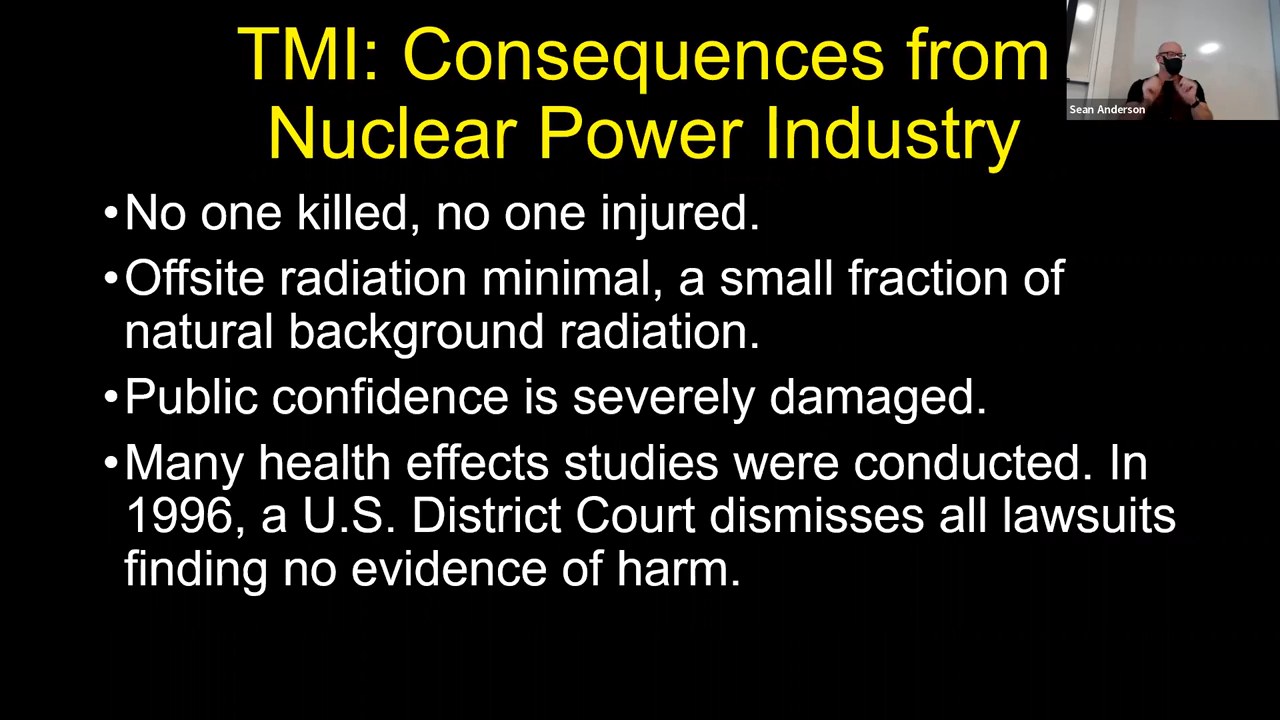 TMI: Consequences from
Nuclear Power Industry
Sean Anderson
•No one killed, no one injured.
•Offsite radiation minimal, a small fraction of
natural background radiation.
•Public confidence is severely damaged.
•Many health effects studies were conducted. In
1996, a U.S. District Court dismisses all lawsuits
finding no evidence of harm.